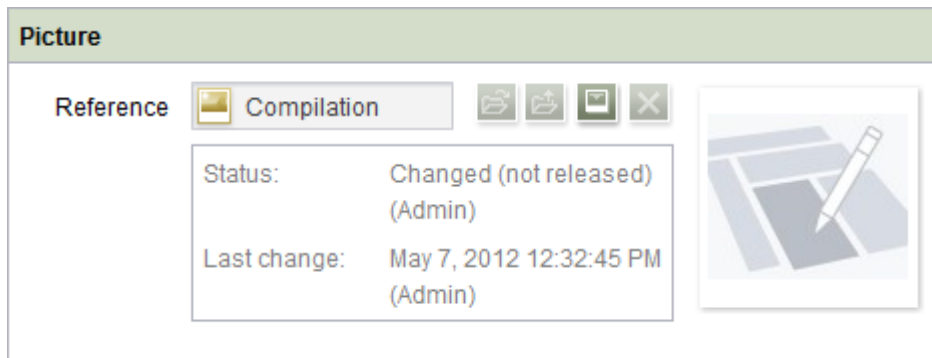 Picture
Reference Compilation
Status: Changed (not released)
(Admin)
Last change: May 7, 2012 12:32:45 PM
(Admin)